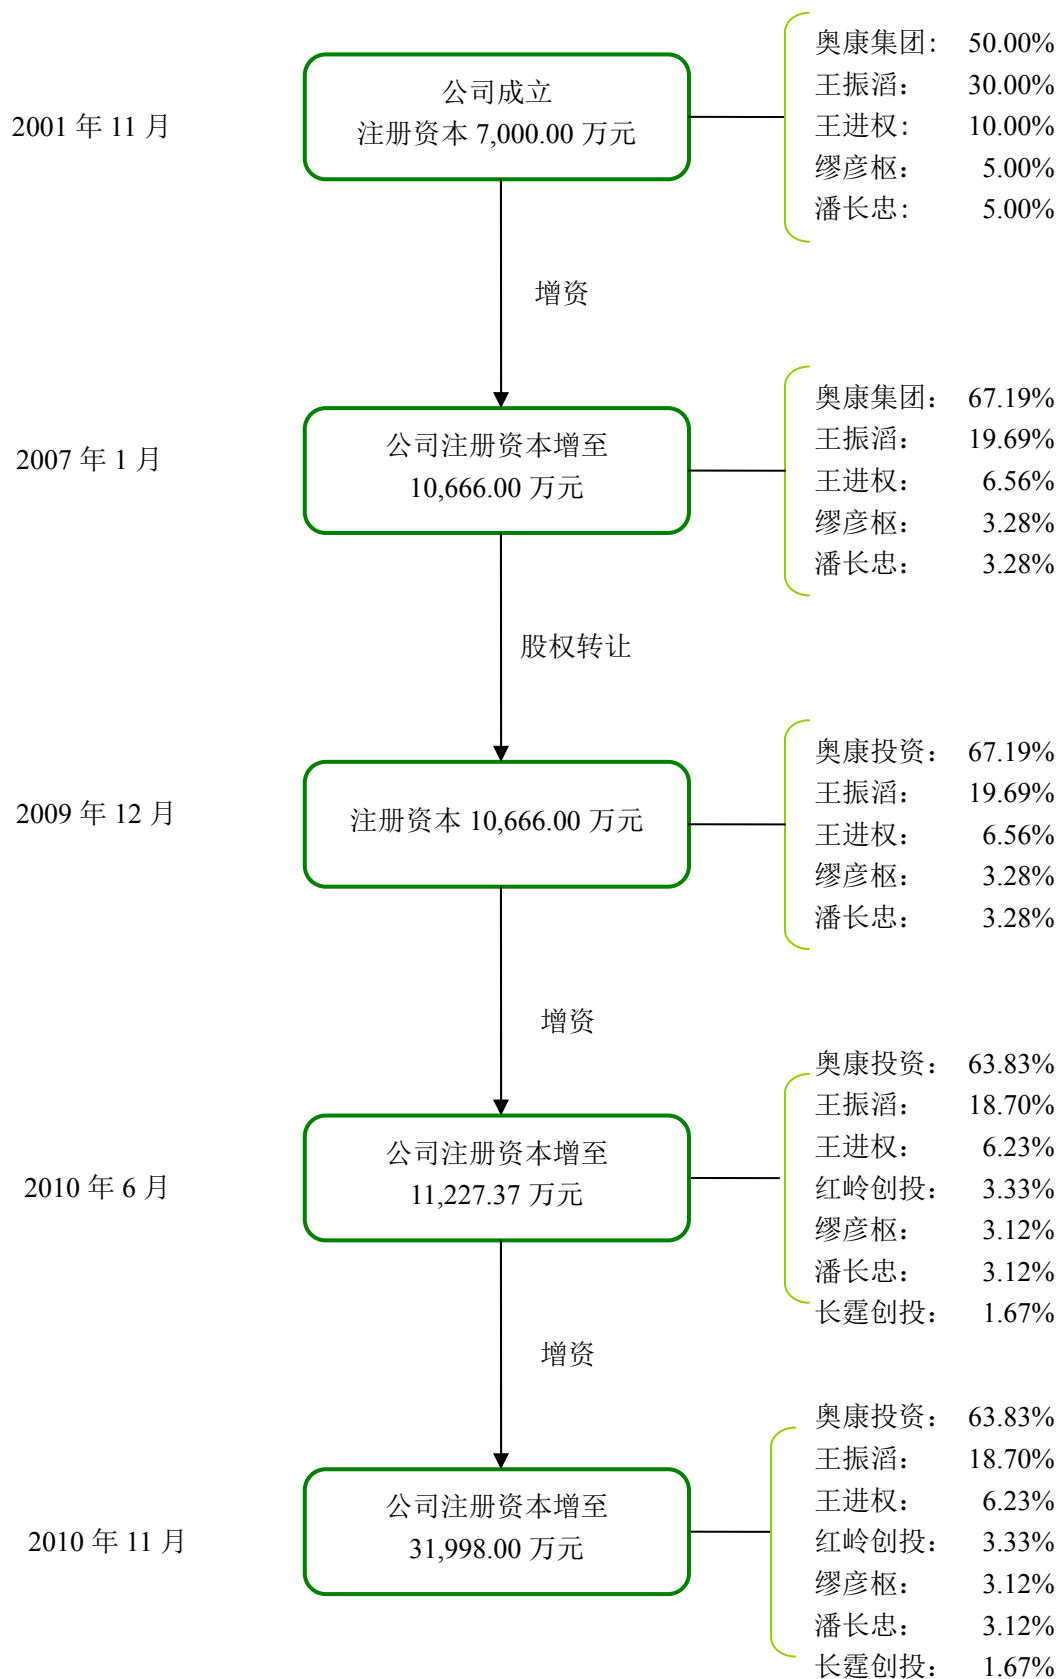 2001 年 11 月
公司成立
注册资本 7,000.00 万元
奥康集团： 50.00%
王振滔： 30.00%
王进权： 10.00%
缪彦枢： 5.00%
潘长忠： 5.00%
增资
2007 年 1 月
公司注册资本增至
10,666.00 万元
奥康集团： 67.19%
王振滔： 19.69%
王进权： 6.56%
缪彦枢： 3.28%
潘长忠： 3.28%
股权转让
2009 年 12 月
注册资本 10,666.00 万元
奥康投资： 67.19%
王振滔： 19.69%
王进权： 6.56%
缪彦枢： 3.28%
潘长忠： 3.28%
增资
2010 年 6 月
公司注册资本增至
11,227.37 万元
奥康投资： 63.83%
王振滔： 18.70%
王进权： 6.23%
红岭创投： 3.33%
缪彦枢： 3.12%
潘长忠： 3.12%
长霆创投： 1.67%
增资
2010 年 11 月
公司注册资本增至
31,998.00 万元
奥康投资： 63.83%
王振滔： 18.70%
王进权： 6.23%
红岭创投： 3.33%
缪彦枢： 3.12%
潘长忠： 3.12%
长霆创投： 1.67%